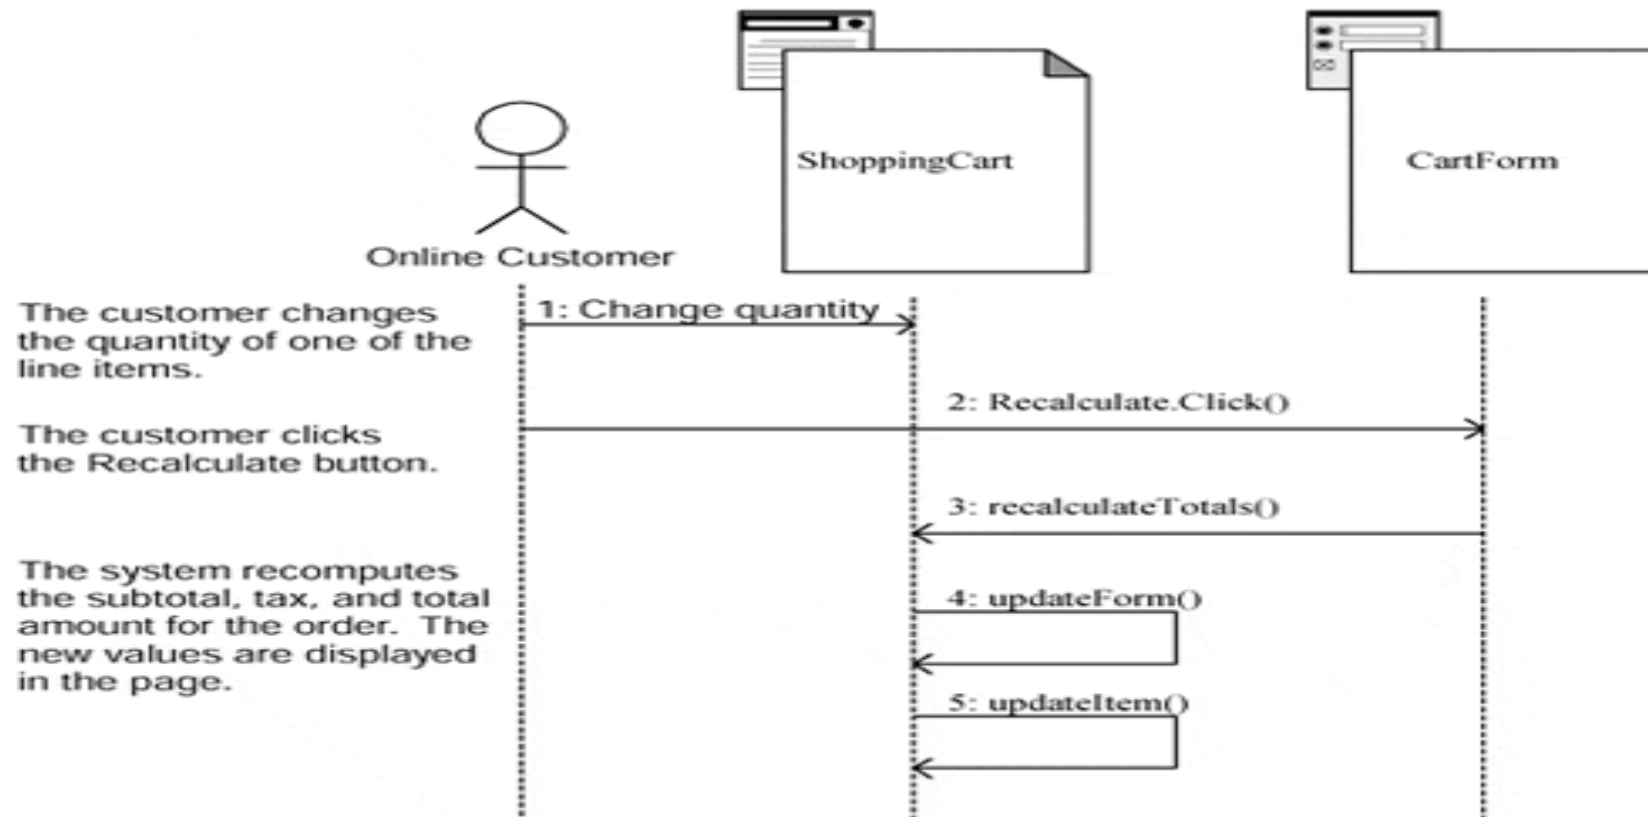 ShoppingCart
CartForm
Online Customer
The customer changes
the quantity of one of the
line items.
1: Change quantity
2: Recalculate.Click()
The customer clicks
the Recalculate button.
3: recalculateTotals()
The system recomputes
the subtotal, tax, and total
amount for the order.  The
new values are displayed
in the page.
4: updateForm()
5: updateItem()